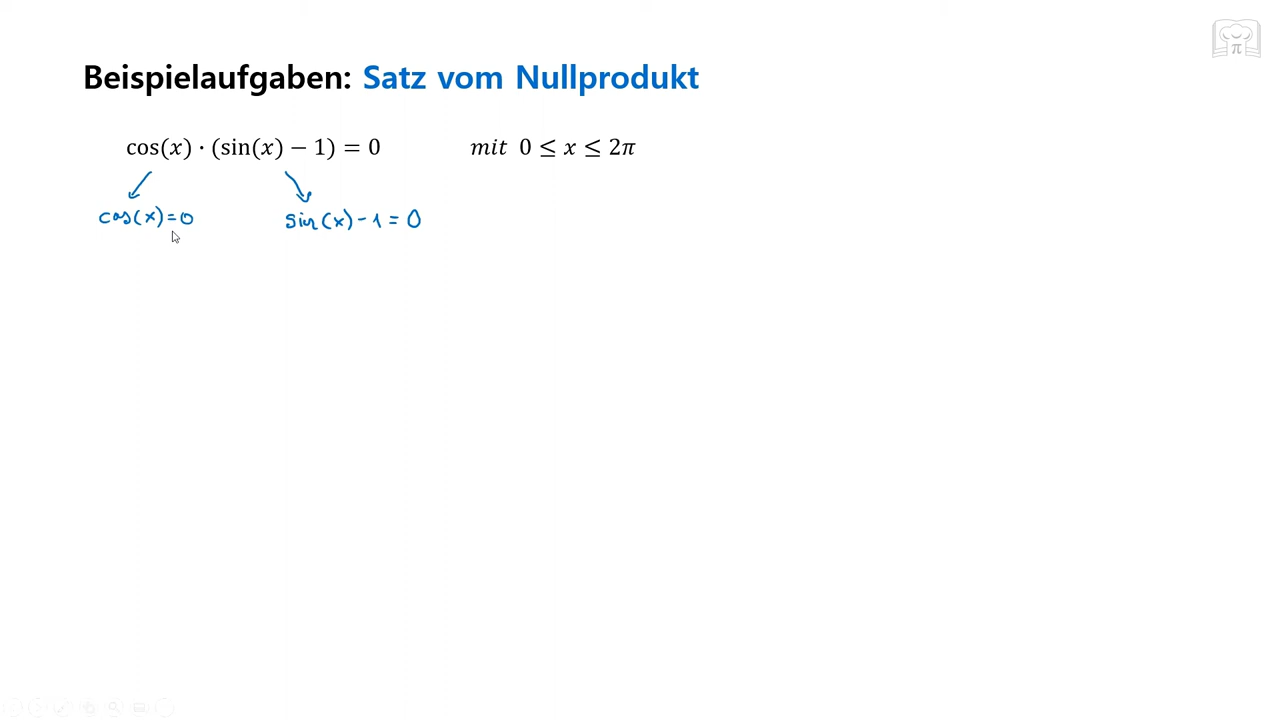 Beispielaufgaben: Satz vom Nullprodukt
cos(x) · (sin(x) − 1) = 0 mit 0 ≤ x ≤ 2π
cos(x)=0 sin(x)-1=0
π